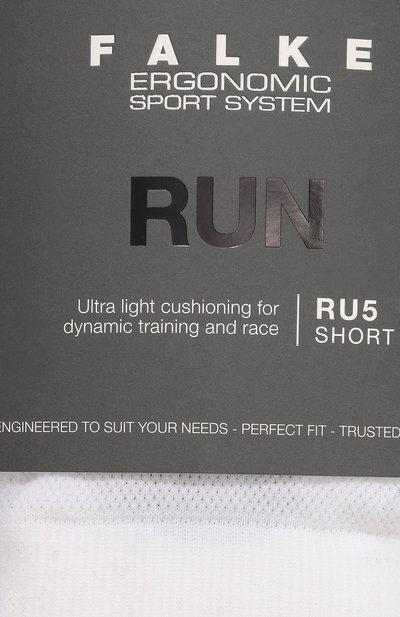 FALKE
ERGONOMIC
SPORT SYSTEM
RUN
Ultra light cushioning for
dynamic training and race
RU5
SHORT
ENGINEERED TO SUIT YOUR NEEDS - PERFECT FIT - TRUSTED